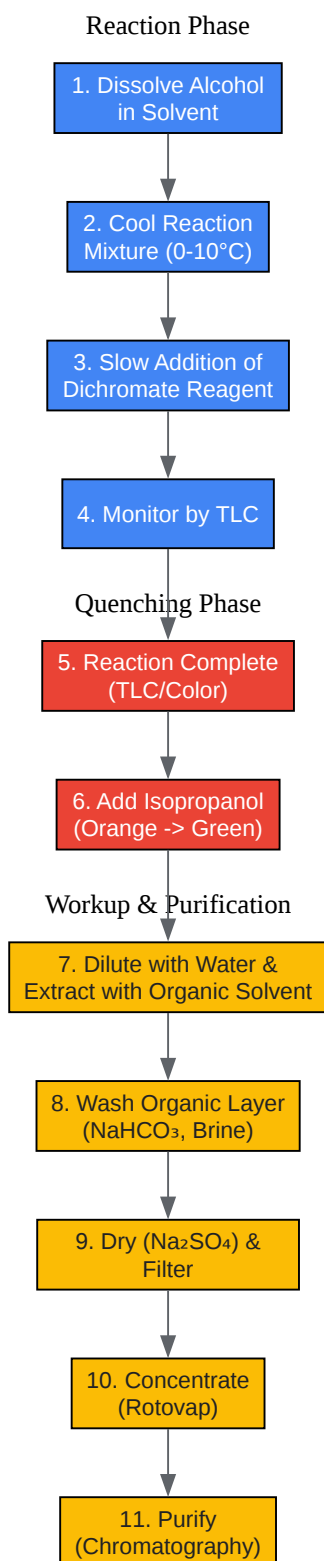 Reaction Phase
1. Dissolve Alcohol
in Solvent
2. Cool Reaction
Mixture (0-10°C)
3. Slow Addition of
Dichromate Reagent
4. Monitor by TLC
Quenching Phase
5. Reaction Complete
(TLC/Color)
6. Add Isopropanol
(Orange -> Green)
Workup & Purification
7. Dilute with Water &
Extract with Organic Solvent
8. Wash Organic Layer
(NaHCO₃, Brine)
9. Dry (Na₂SO₄) &
Filter
10. Concentrate
(Rotovap)
11. Purify
(Chromatography)